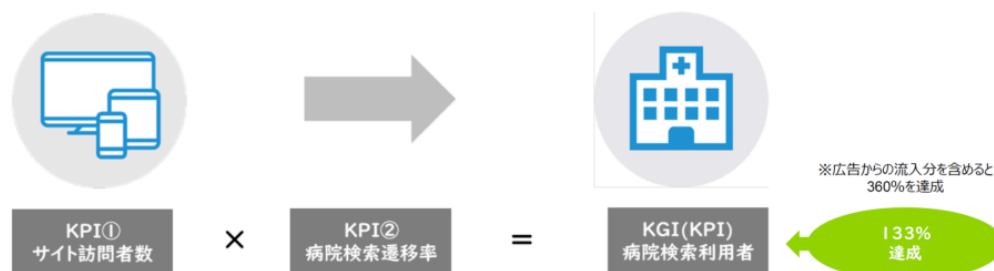 ※広告からの流入分を含めると
360%を達成
KPI①
サイト訪問者数
×
KPI②
病院検索遷移率
=
KGI(KPI)
病院検索利用者
133%
達成